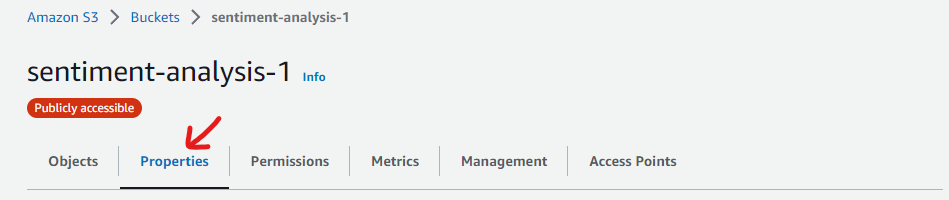 Amazon S3 > Buckets > sentiment-analysis-1
sentiment-analysis-1 Info
Publicly accessible
Objects Properties Permissions Metrics Management Access Points